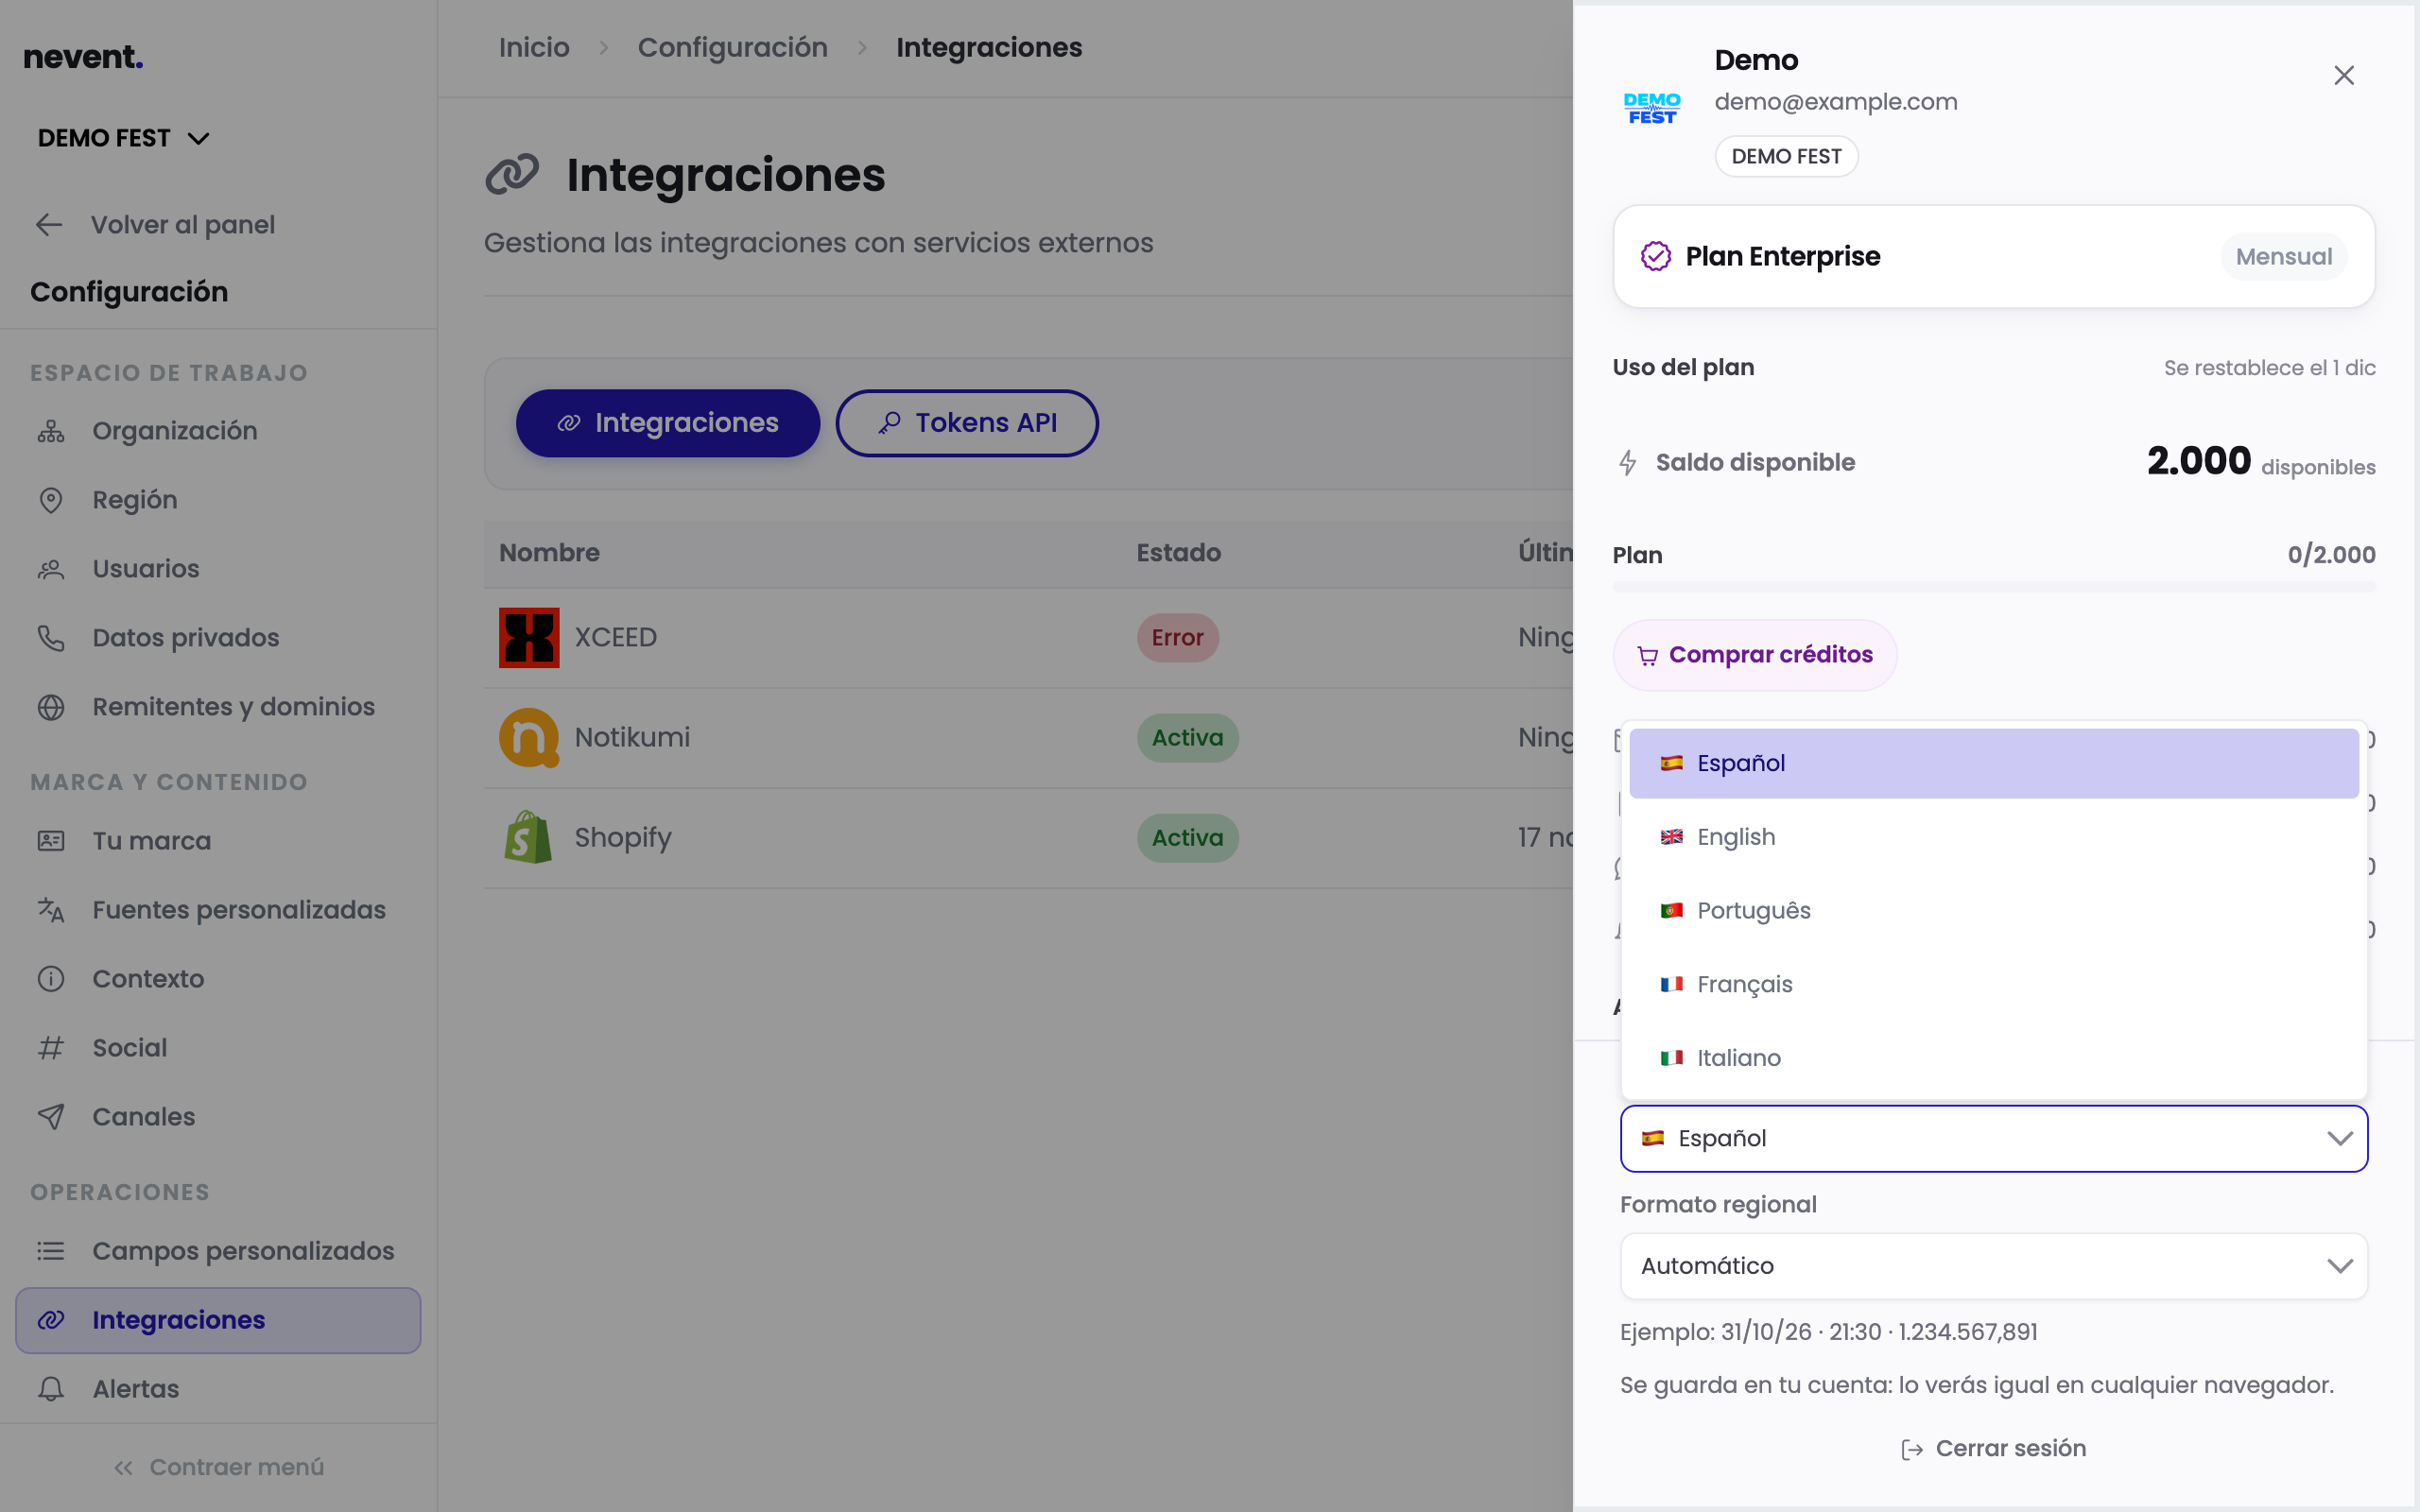 nevent.
DEMO FEST
Volver al panel
Configuración
ESPACIO DE TRABAJO
Organización
Región
Usuarios
Datos privados
Remitentes y dominios
MARCA Y CONTENIDO
Tu marca
Fuentes personalizadas
Contexto
Social
Canales
OPERACIONES
Campos personalizados
Integraciones
Alertas
Contraer menú
Inicio > Configuración > Integraciones
Integraciones
Gestiona las integraciones con servicios externos
Integraciones Tokens API
Nombre Estado
XCEED Error
Notikumi Activa
Shopify Activa 17
Demo
demo@example.com
DEMO FEST
DEMO FEST
Plan Enterprise Mensual
Uso del plan Se restablece el 1 dic
Saldo disponible 2.000 disponibles
Plan 0/2.000
Comprar créditos
Español
English
Português
Français
Italiano
Español
Formato regional
Automático
Ejemplo: 31/10/26 · 21:30 · 1.234.567,891
Se guarda en tu cuenta: lo verás igual en cualquier navegador.
Cerrar sesión